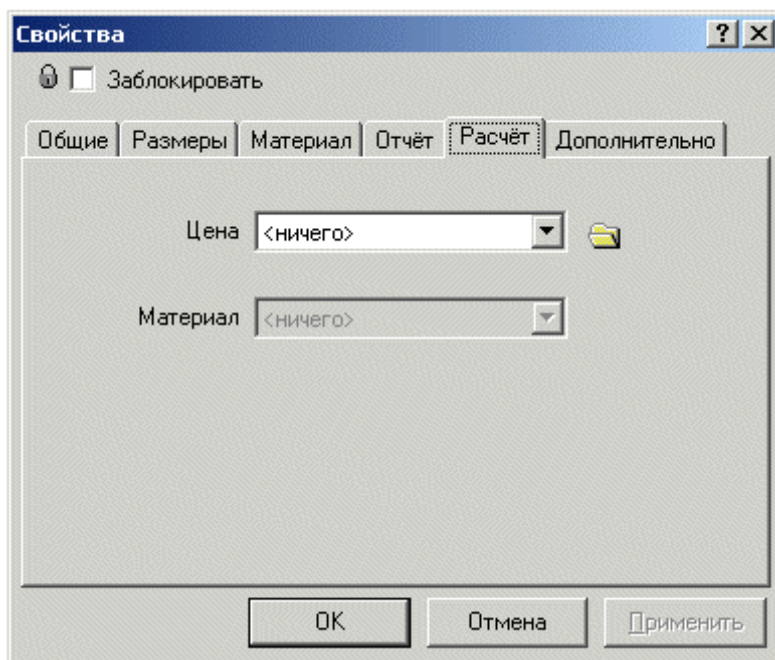 Свойства
Заблокировать
Общие Размеры Материал Отчёт Расчёт Дополнительно
Цена <ничего>
Материал <ничего>
OK Отмена Применить